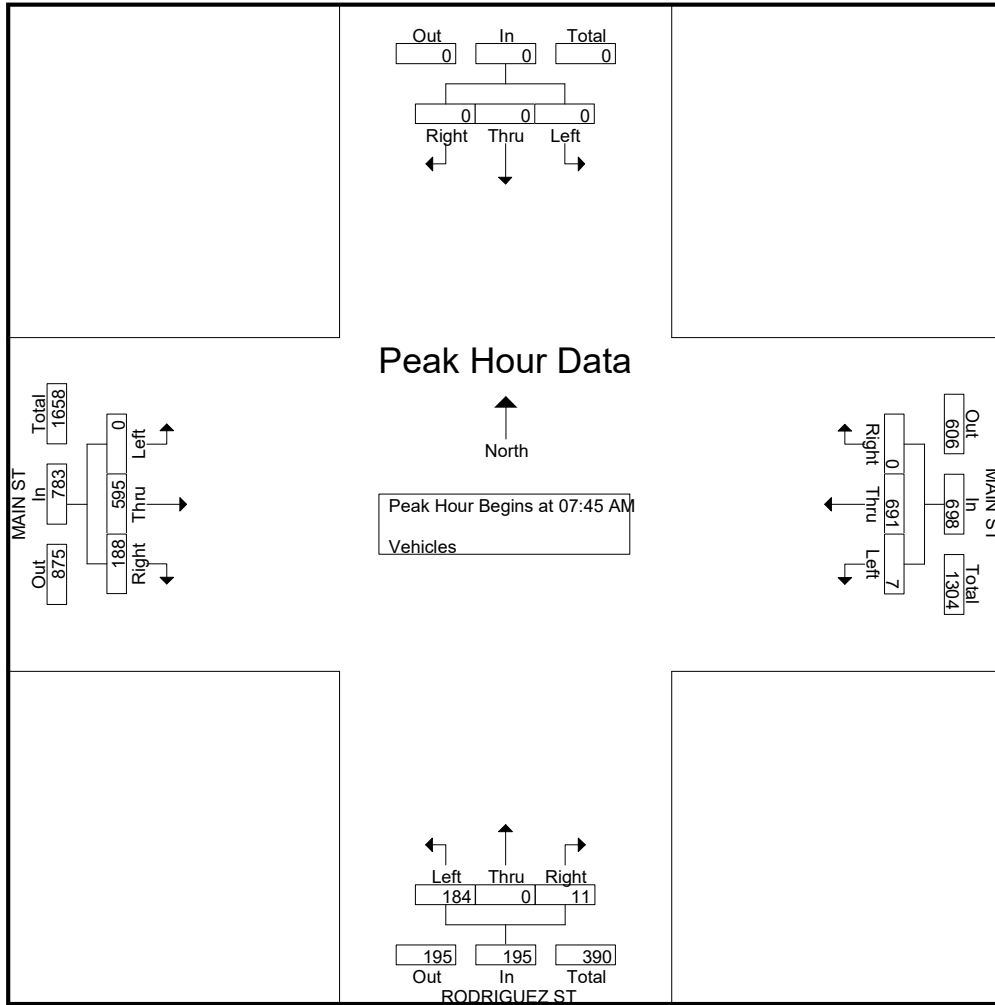 Out In Total
0 0 0
0 0 0
Right Thru Left
Peak Hour Data
North
Peak Hour Begins at 07:45 AM
Vehicles
MAIN ST
Out In Total
875 783 1658
Right Thru Left
188 595 0
MAIN ST
Out In Total
606 698 1304
Right Thru Left
0 691 7
Left Thru Right
184 0 11
195 195 390
Out In Total
RODRIGUEZ ST